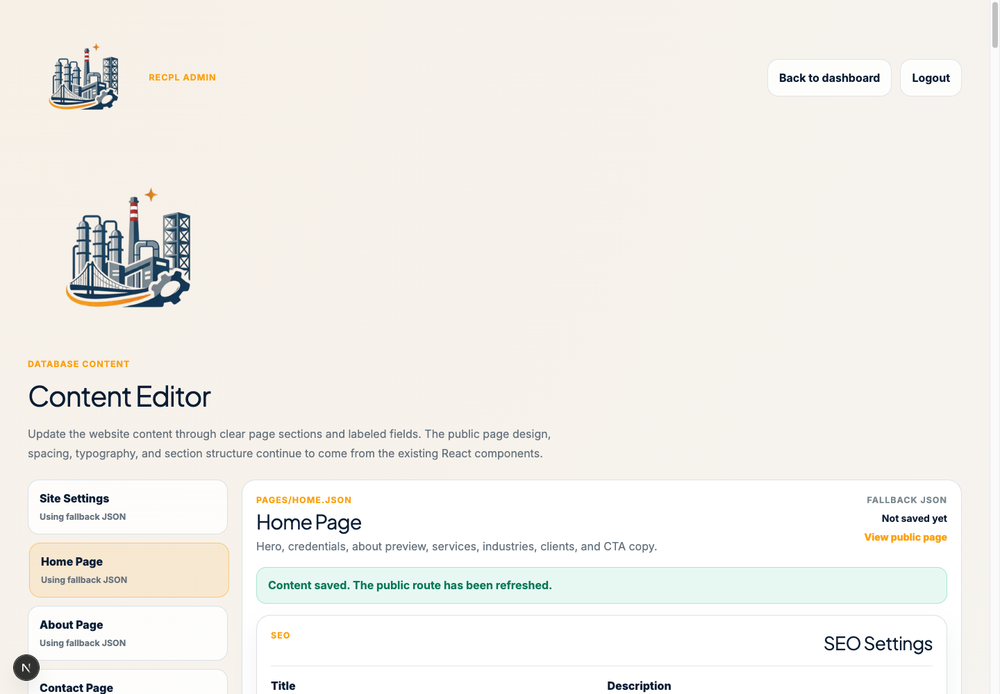 RECPL ADMIN
Back to dashboard
Logout
DATABASE CONTENT
Content Editor
Update the website content through clear page sections and labeled fields. The public page design,
spacing, typography, and section structure continue to come from the existing React components.
Site Settings
Using fallback JSON
Home Page
Using fallback JSON
About Page
Using fallback JSON
Contact Page
PAGES/HOME.JSON
Home Page
Hero, credentials, about preview, services, industries, clients, and CTA copy.
FALLBACK JSON
Not saved yet
View public page
Content saved. The public route has been refreshed.
SEO
SEO Settings
Title
Description
N